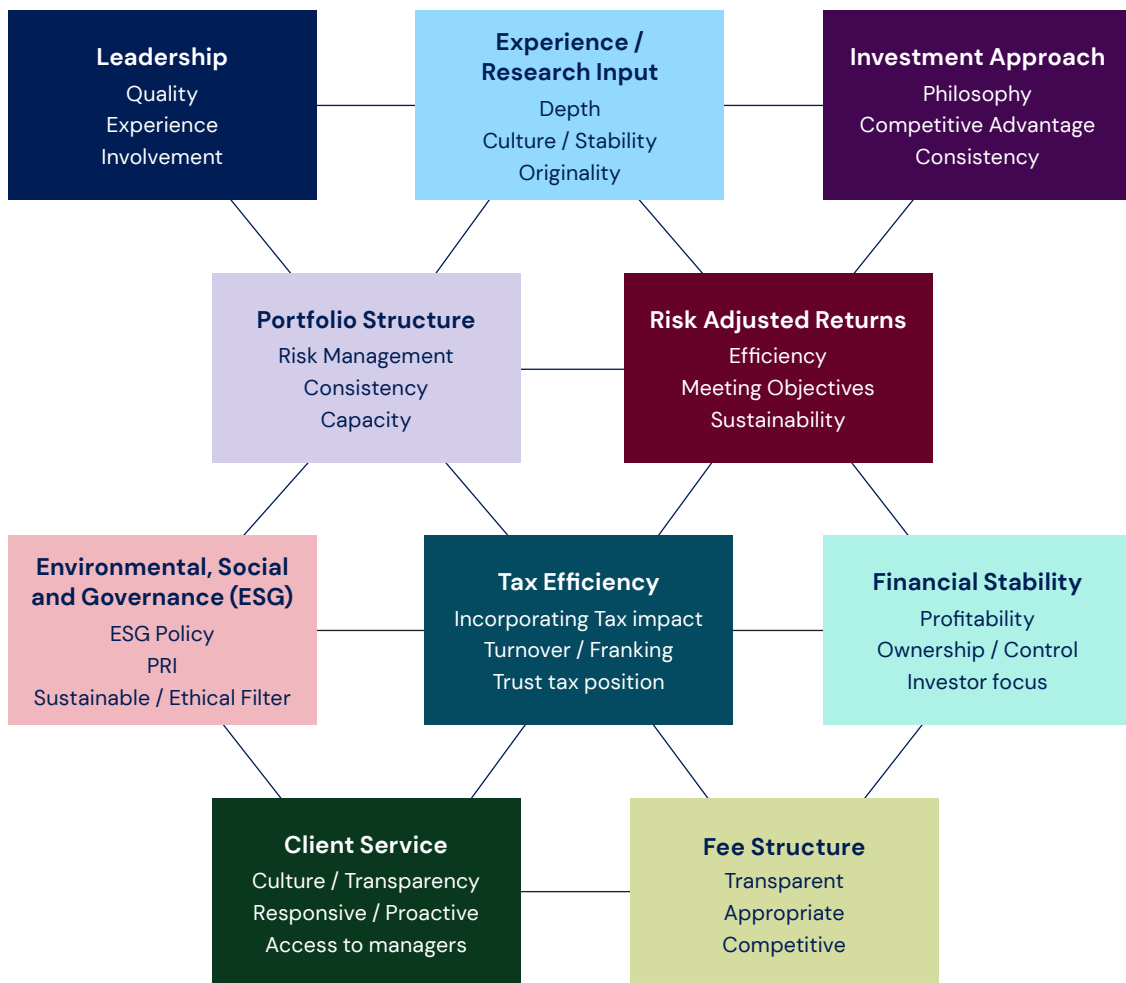 Leadership
Quality
Experience
Involvement
Experience /
Research Input
Depth
Culture / Stability
Originality
Investment Approach
Philosophy
Competitive Advantage
Consistency
Portfolio Structure
Risk Management
Consistency
Capacity
Risk Adjusted Returns
Efficiency
Meeting Objectives
Sustainability
Environmental, Social
and Governance (ESG)
ESG Policy
PRI
Sustainable / Ethical Filter
Tax Efficiency
Incorporating Tax impact
Turnover / Franking
Trust tax position
Financial Stability
Profitability
Ownership / Control
Investor focus
Client Service
Culture / Transparency
Responsive / Proactive
Access to managers
Fee Structure
Transparent
Appropriate
Competitive